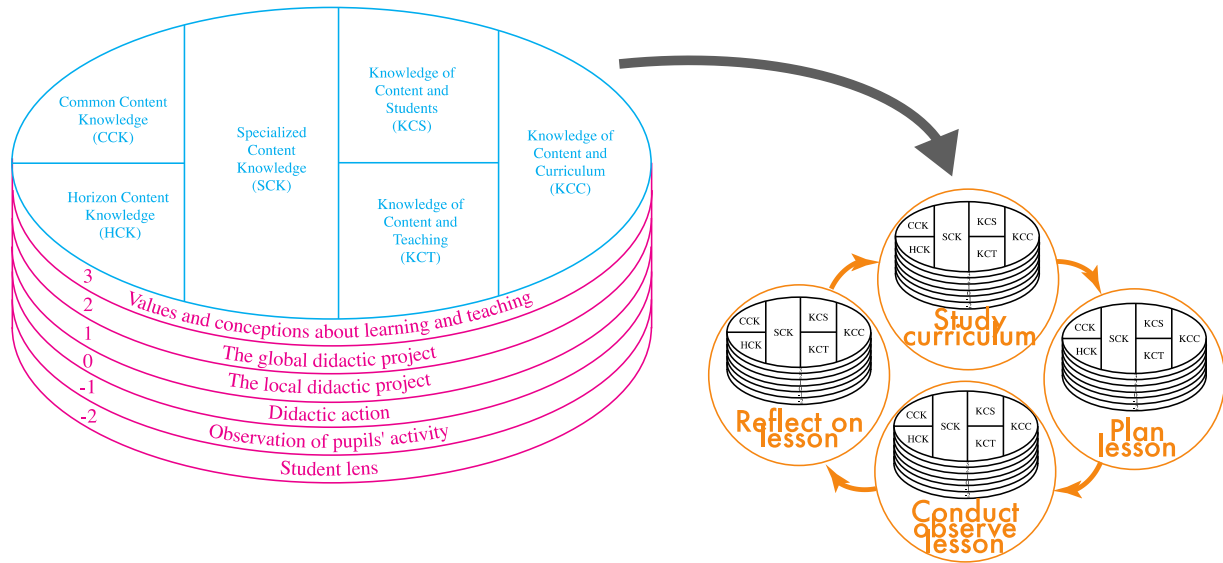 Common Content
Knowledge
(CCK)
Horizon Content
Knowledge
(HCK)
Specialized
Content
Knowledge
(SCK)
Knowledge of
Content and
Students
(KCS)
Knowledge of
Content and
Teaching
(KCT)
Knowledge of
Content and
Curriculum
(KCC)
3
Values and conceptions about learning and teaching
2
The global didactic project
1
The local didactic project
0
Didactic action
-1
Observation of pupils' activity
-2
Student lens
CCK
HCK
SCK
KCS
KCT
KCC
Study
curriculum
CCK
HCK
SCK
KCS
KCT
KCC
Plan
lesson
CCK
HCK
SCK
KCS
KCT
KCC
Conduct
observe
lesson
CCK
HCK
SCK
KCS
KCT
KCC
Reflect on
lesson